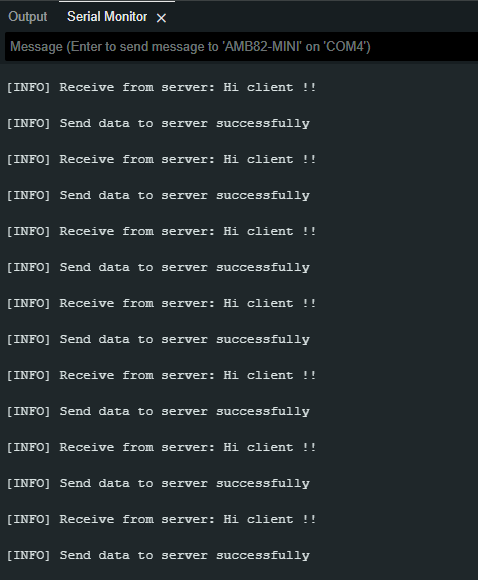 Output Serial Monitor ×
Message (Enter to send message to 'AMB82-MINI' on 'COM4')
[INFO] Receive from server: Hi client !!
[INFO] Send data to server successfully
[INFO] Receive from server: Hi client !!
[INFO] Send data to server successfully
[INFO] Receive from server: Hi client !!
[INFO] Send data to server successfully
[INFO] Receive from server: Hi client !!
[INFO] Send data to server successfully
[INFO] Receive from server: Hi client !!
[INFO] Send data to server successfully
[INFO] Receive from server: Hi client !!
[INFO] Send data to server successfully
[INFO] Receive from server: Hi client !!
[INFO] Send data to server successfully